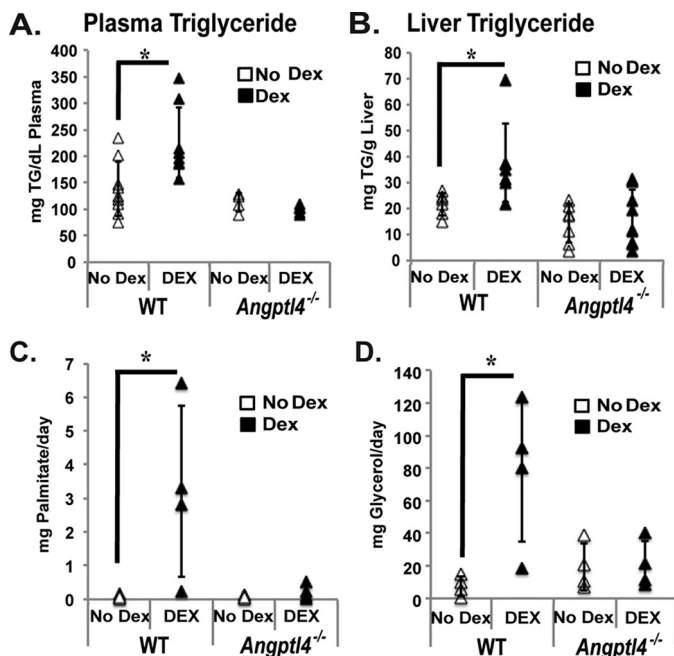 A. Plasma Triglyceride
*
No Dex
Dex
mg TG/dL Plasma
400
350
300
250
200
150
100
50
0
No Dex DEX No Dex DEX
WT Angptl4-/-
B. Liver Triglyceride
*
No Dex
Dex
mg TG/g Liver
80
70
60
50
40
30
20
10
0
No Dex DEX No Dex DEX
WT Angptl4-/-
C.
*
No Dex
Dex
mg Palmitate/day
7
6
5
4
3
2
1
0
No Dex DEX No Dex DEX
WT Angptl4-/-
D.
*
No Dex
Dex
mg Glycerol/day
140
120
100
80
60
40
20
0
No Dex DEX No Dex DEX
WT Angptl4-/-